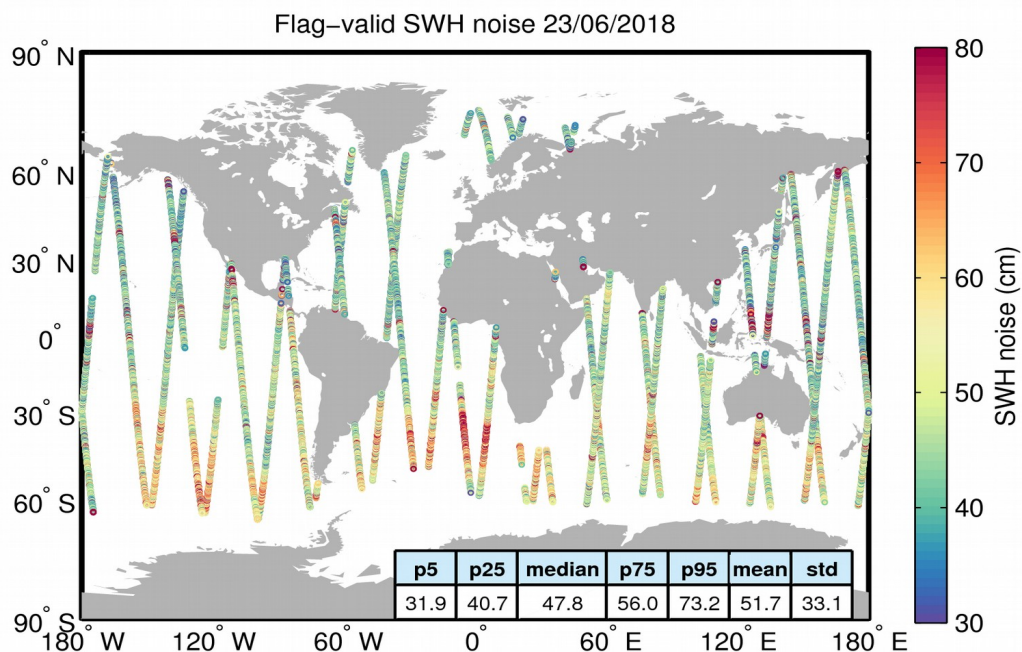 Flag−valid SWH noise 23/06/2018
90° N
60° N
30° N
0°
30° S
60° S
90° S
180° W
120° W
60° W
0°
60° E
120° E
180° E
80
70
60
50
40
30
SWH noise (cm)
p5 p25 median p75 p95 mean std
31.9 40.7 47.8 56.0 73.2 51.7 33.1